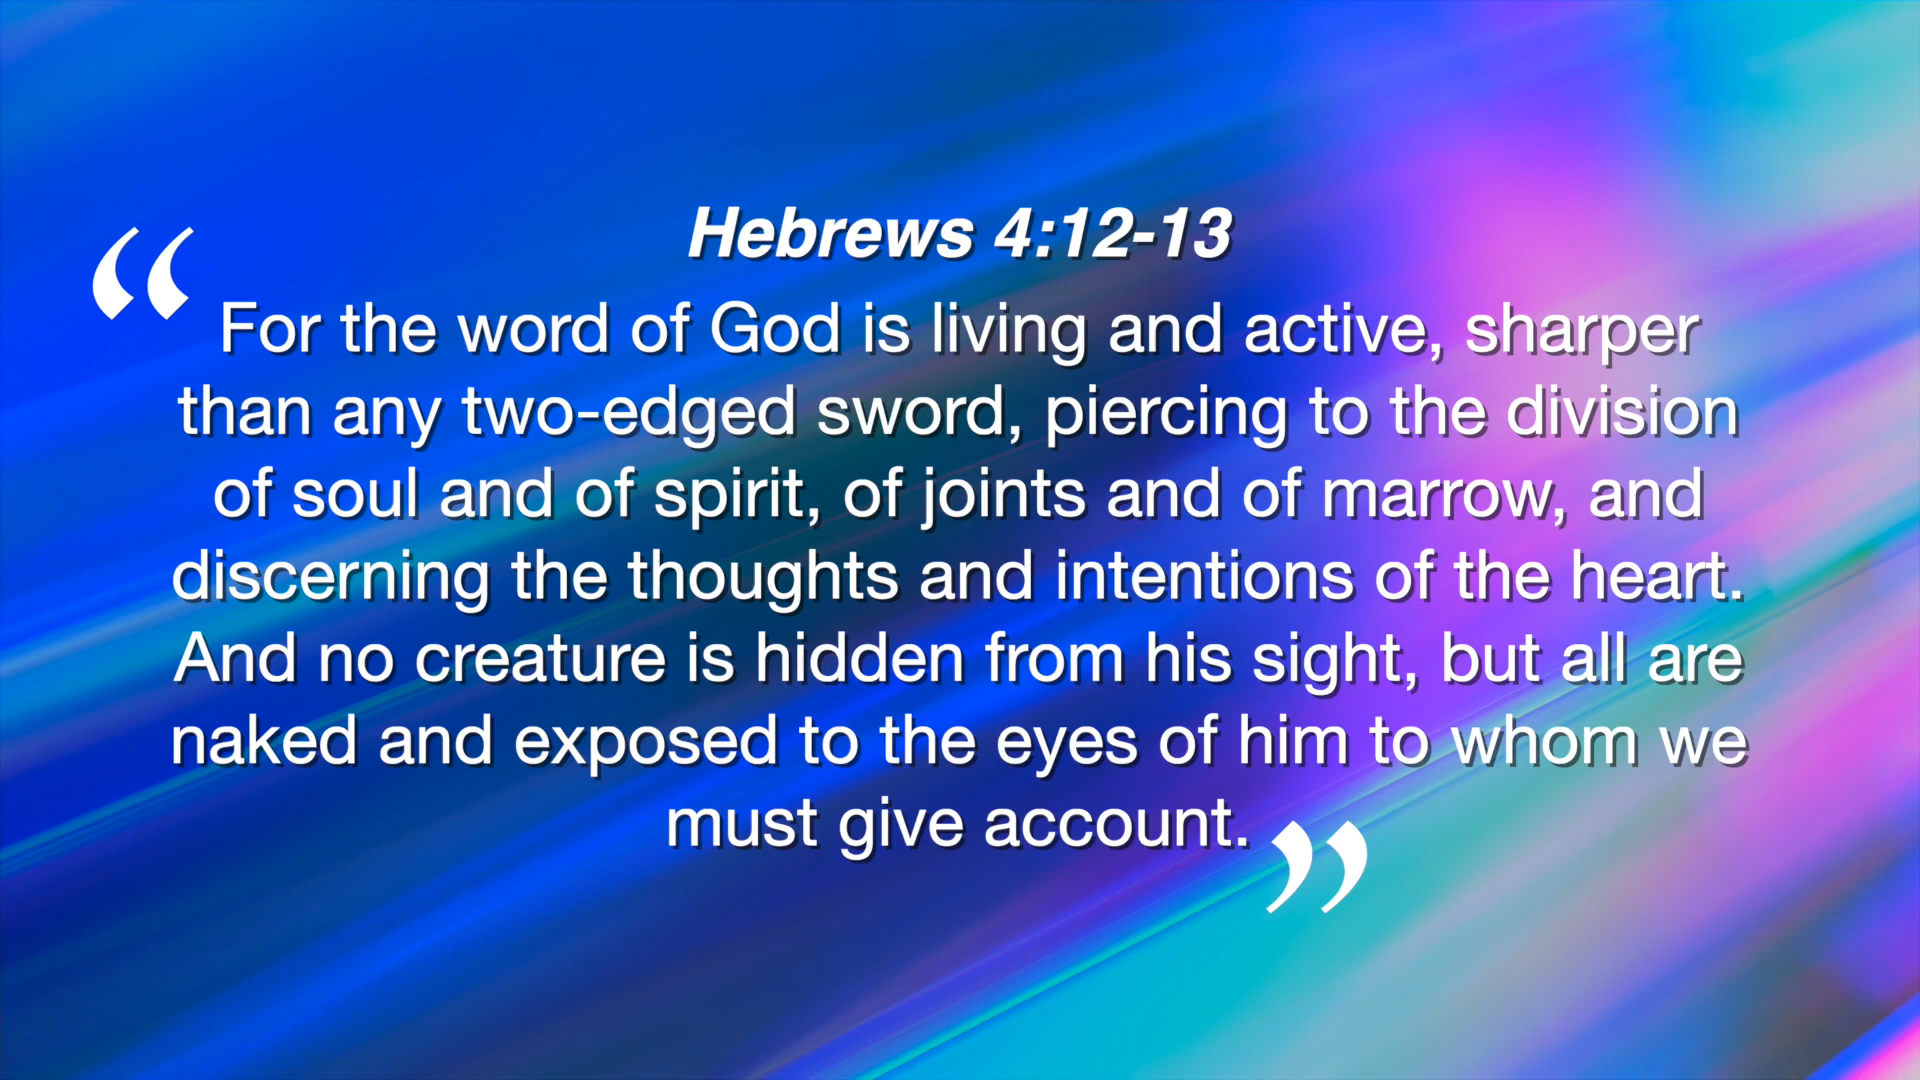 Hebrews 4:12-13
“For the word of God is living and active, sharper
than any two-edged sword, piercing to the division
of soul and of spirit, of joints and of marrow, and
discerning the thoughts and intentions of the heart.
And no creature is hidden from his sight, but all are
naked and exposed to the eyes of him to whom we
must give account.”